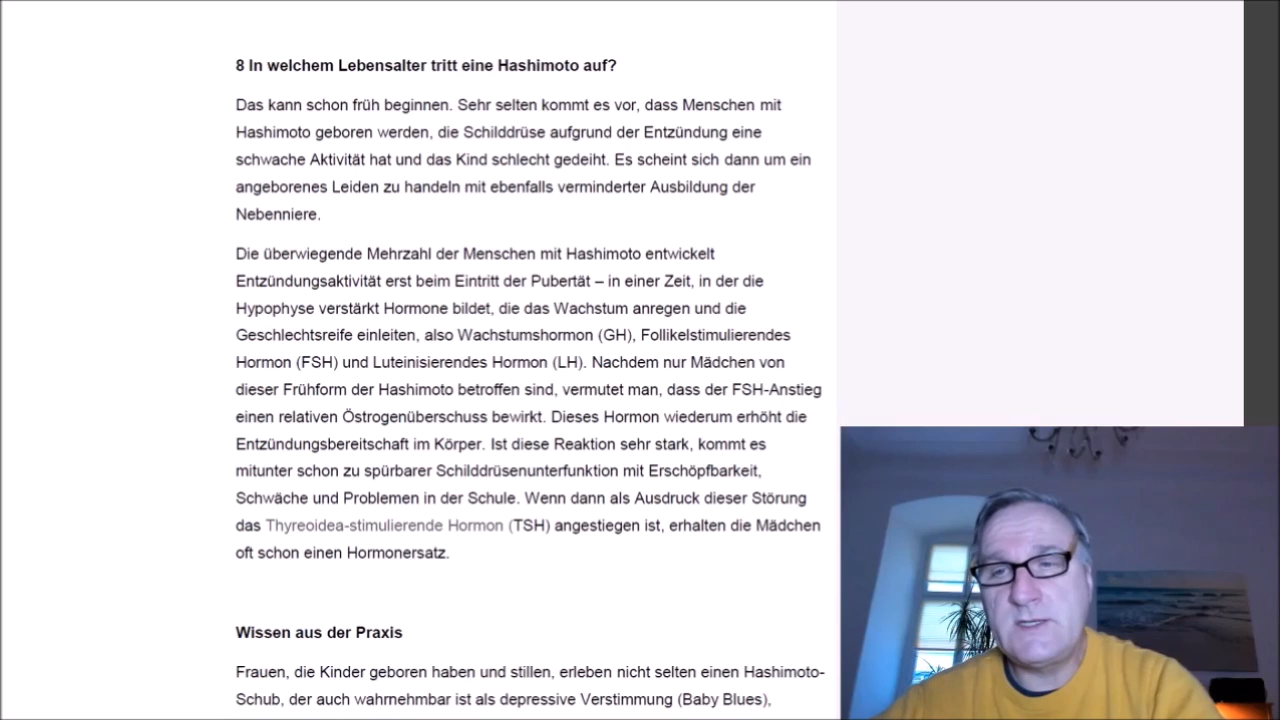 8 In welchem Lebensalter tritt eine Hashimoto auf?
Das kann schon früh beginnen. Sehr selten kommt es vor, dass Menschen mit
Hashimoto geboren werden, die Schilddrüse aufgrund der Entzündung eine
schwache Aktivität hat und das Kind schlecht gedeiht. Es scheint sich dann um ein
angeborenes Leiden zu handeln mit ebenfalls verminderter Ausbildung der
Nebenniere.
Die überwiegende Mehrzahl der Menschen mit Hashimoto entwickelt
Entzündungsaktivität erst beim Eintritt der Pubertät – in einer Zeit, in der die
Hypophyse verstärkt Hormone bildet, die das Wachstum anregen und die
Geschlechtsreife einleiten, also Wachstumshormon (GH), Follikelstimulierendes
Hormon (FSH) und Luteinisierendes Hormon (LH). Nachdem nur Mädchen von
dieser Frühform der Hashimoto betroffen sind, vermutet man, dass der FSH-Anstieg
einen relativen Östrogenüberschuss bewirkt. Dieses Hormon wiederum erhöht die
Entzündungsbereitschaft im Körper. Ist diese Reaktion sehr stark, kommt es
mitunter schon zu spürbarer Schilddrüsenunterfunktion mit Erschöpfbarkeit,
Schwäche und Problemen in der Schule. Wenn dann als Ausdruck dieser Störung
das Thyreoidea-stimulierende Hormon (TSH) angestiegen ist, erhalten die Mädchen
oft schon einen Hormonersatz.
Wissen aus der Praxis
Frauen, die Kinder geboren haben und stillen, erleben nicht selten einen Hashimoto-
Schub, der auch wahrnehmbar ist als depressive Verstimmung (Baby Blues),